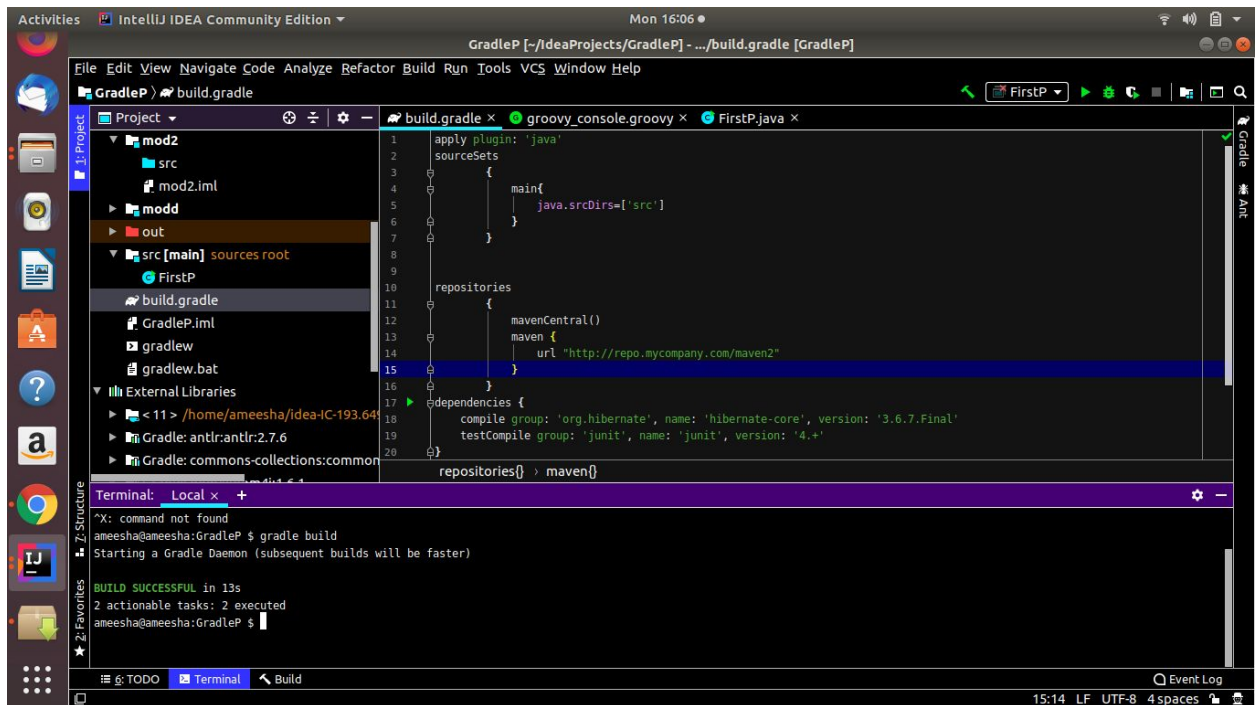 Activities IntelliJ IDEA Community Edition Mon 16:06
GradleP [~/IdeaProjects/GradleP] - .../build.gradle [GradleP]
File Edit View Navigate Code Analyze Refactor Build Run Tools VCS Window Help
GradleP build.gradle FirstP
Project build.gradle × groovy_console.groovy × FirstP.java ×
1: Project
Gradle
Ant
mod2
src
mod2.iml
modd
out
src [main] sources root
FirstP
build.gradle
GradleP.iml
gradlew
gradlew.bat
External Libraries
< 11 > /home/ameesha/idea-IC-193.649
Gradle: antlr:antlr:2.7.6
Gradle: commons-collections:common
1 apply plugin: 'java'
2 sourceSets
3 {
4 main{
5 java.srcDirs=['src']
6 }
7 }
8
9
10 repositories
11 {
12 mavenCentral()
13 maven {
14 url "http://repo.mycompany.com/maven2"
15 }
16 }
17 dependencies {
18 compile group: 'org.hibernate', name: 'hibernate-core', version: '3.6.7.Final'
19 testCompile group: 'junit', name: 'junit', version: '4.+'
20 }
repositories{} › maven{}
Terminal: Local × +
^X: command not found
ameesha@ameesha:GradleP $ gradle build
Starting a Gradle Daemon (subsequent builds will be faster)
BUILD SUCCESSFUL in 13s
2 actionable tasks: 2 executed
ameesha@ameesha:GradleP $
Z: Structure
2: Favorites
6: TODO Terminal Build Event Log
15:14 LF UTF-8 4 spaces